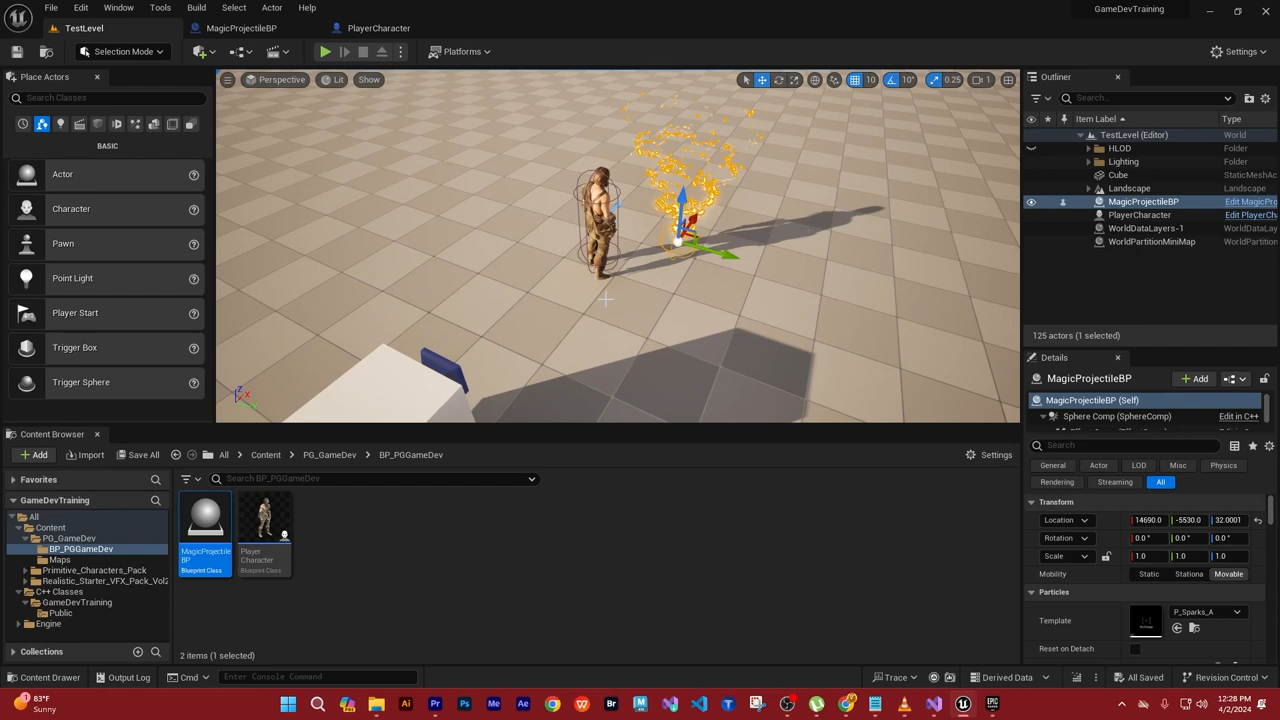 File Edit Window Tools Build Select Actor Help
GameDevTraining
TestLevel MagicProjectileBP PlayerCharacter
Selection Mode Platforms Settings
Place Actors
Search Classes
BASIC
Actor
Character
Pawn
Point Light
Player Start
Trigger Box
Trigger Sphere
Perspective Lit Show 10 10° 0.25 1
Outliner
Search...
Item Label Type
TestLevel (Editor) World
HLOD Folder
Lighting Folder
Cube StaticMeshAc
Landscape Landscape
MagicProjectileBP Edit MagicPro
PlayerCharacter Edit PlayerCh
WorldDataLayers-1 WorldDataLay
WorldPartitionMiniMap WorldPartition
125 actors (1 selected)
Details
MagicProjectileBP Add
MagicProjectileBP (Self)
Sphere Comp (SphereComp) Edit in C++
Search
General Actor LOD Misc Physics
Rendering Streaming All
Transform
Location 14690.0 -5530.0 32.0001
Rotation 0.0 ° 0.0 ° 0.0 °
Scale 1.0 1.0 1.0
Mobility Static Stationa Movable
Particles
Template P_Sparks_A
Reset on Detach
Content Browser
Add Import Save All All Content PG_GameDev BP_PGGameDev Settings
Favorites
GameDevTraining
All
Content
PG_GameDev
BP_PGGameDev
Maps
Primitive_Characters_Pack
Realistic_Starter_VFX_Pack_Vol2
C++ Classes
GameDevTraining
Public
Engine
Collections
Search BP_PGGameDev
MagicProjectile
BP
Blueprint Class
Player
Character
Blueprint Class
2 items (1 selected)
Content Drawer Output Log Cmd Enter Console Command Trace Derived Data All Saved Revision Control
83°F
Sunny
12:28 PM
4/2/2024